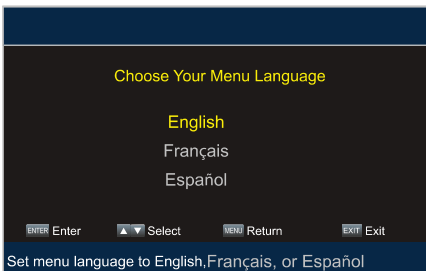 Choose Your Menu Language
English
Français
Español
ENTER Enter ▲▼ Select MENU Return EXIT Exit
Set menu language to English,Français, or Español